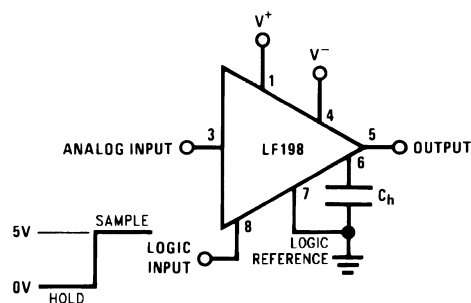 V+
V−
1
4
3
LF198
5
ANALOG INPUT
OUTPUT
6
Ch
7
8
SAMPLE
5V
LOGIC
INPUT
LOGIC
REFERENCE
0V
HOLD